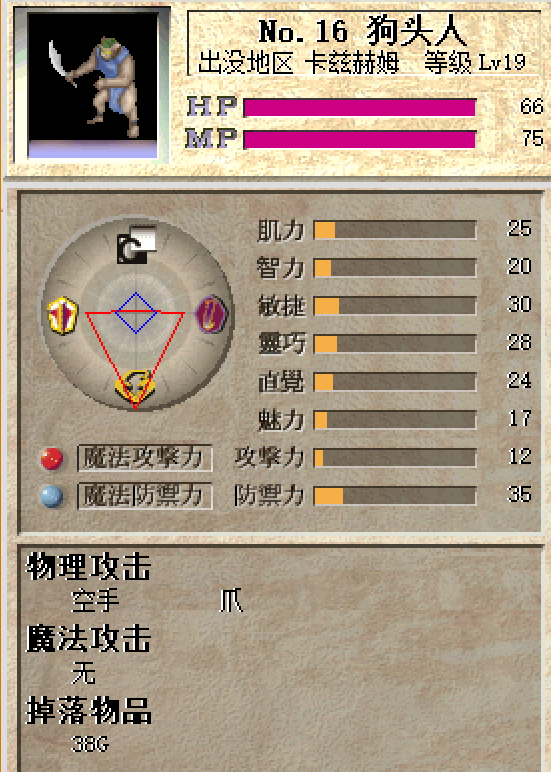 No. 16 狗头人
出没地区 卡兹赫姆 等级 Lv19
HP 66
MP 75
肌力 25
智力 20
敏捷 30
靈巧 28
直覺 24
魅力 17
魔法攻擊力 攻擊力 12
魔法防禦力 防禦力 35
物理攻击
空手 爪
魔法攻击
无
掉落物品
38G